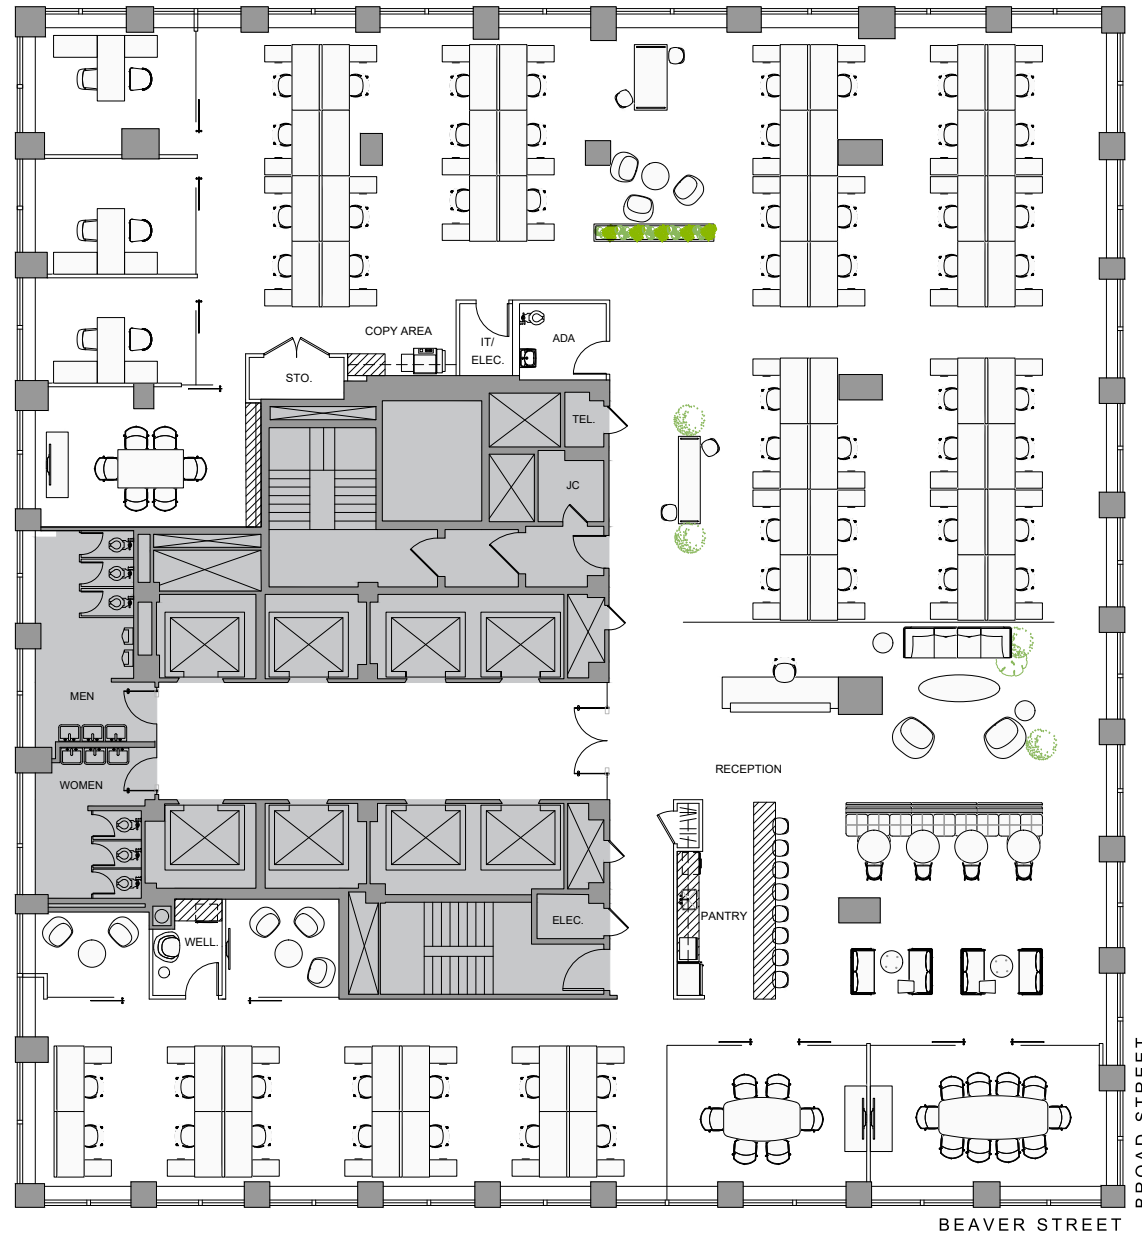 COPY AREA
IT/
ELEC.
ADA
STO.
TEL.
JC
MEN
WOMEN
RECEPTION
PANTRY
WELL.
ELEC.
BROAD STREET
BEAVER STREET